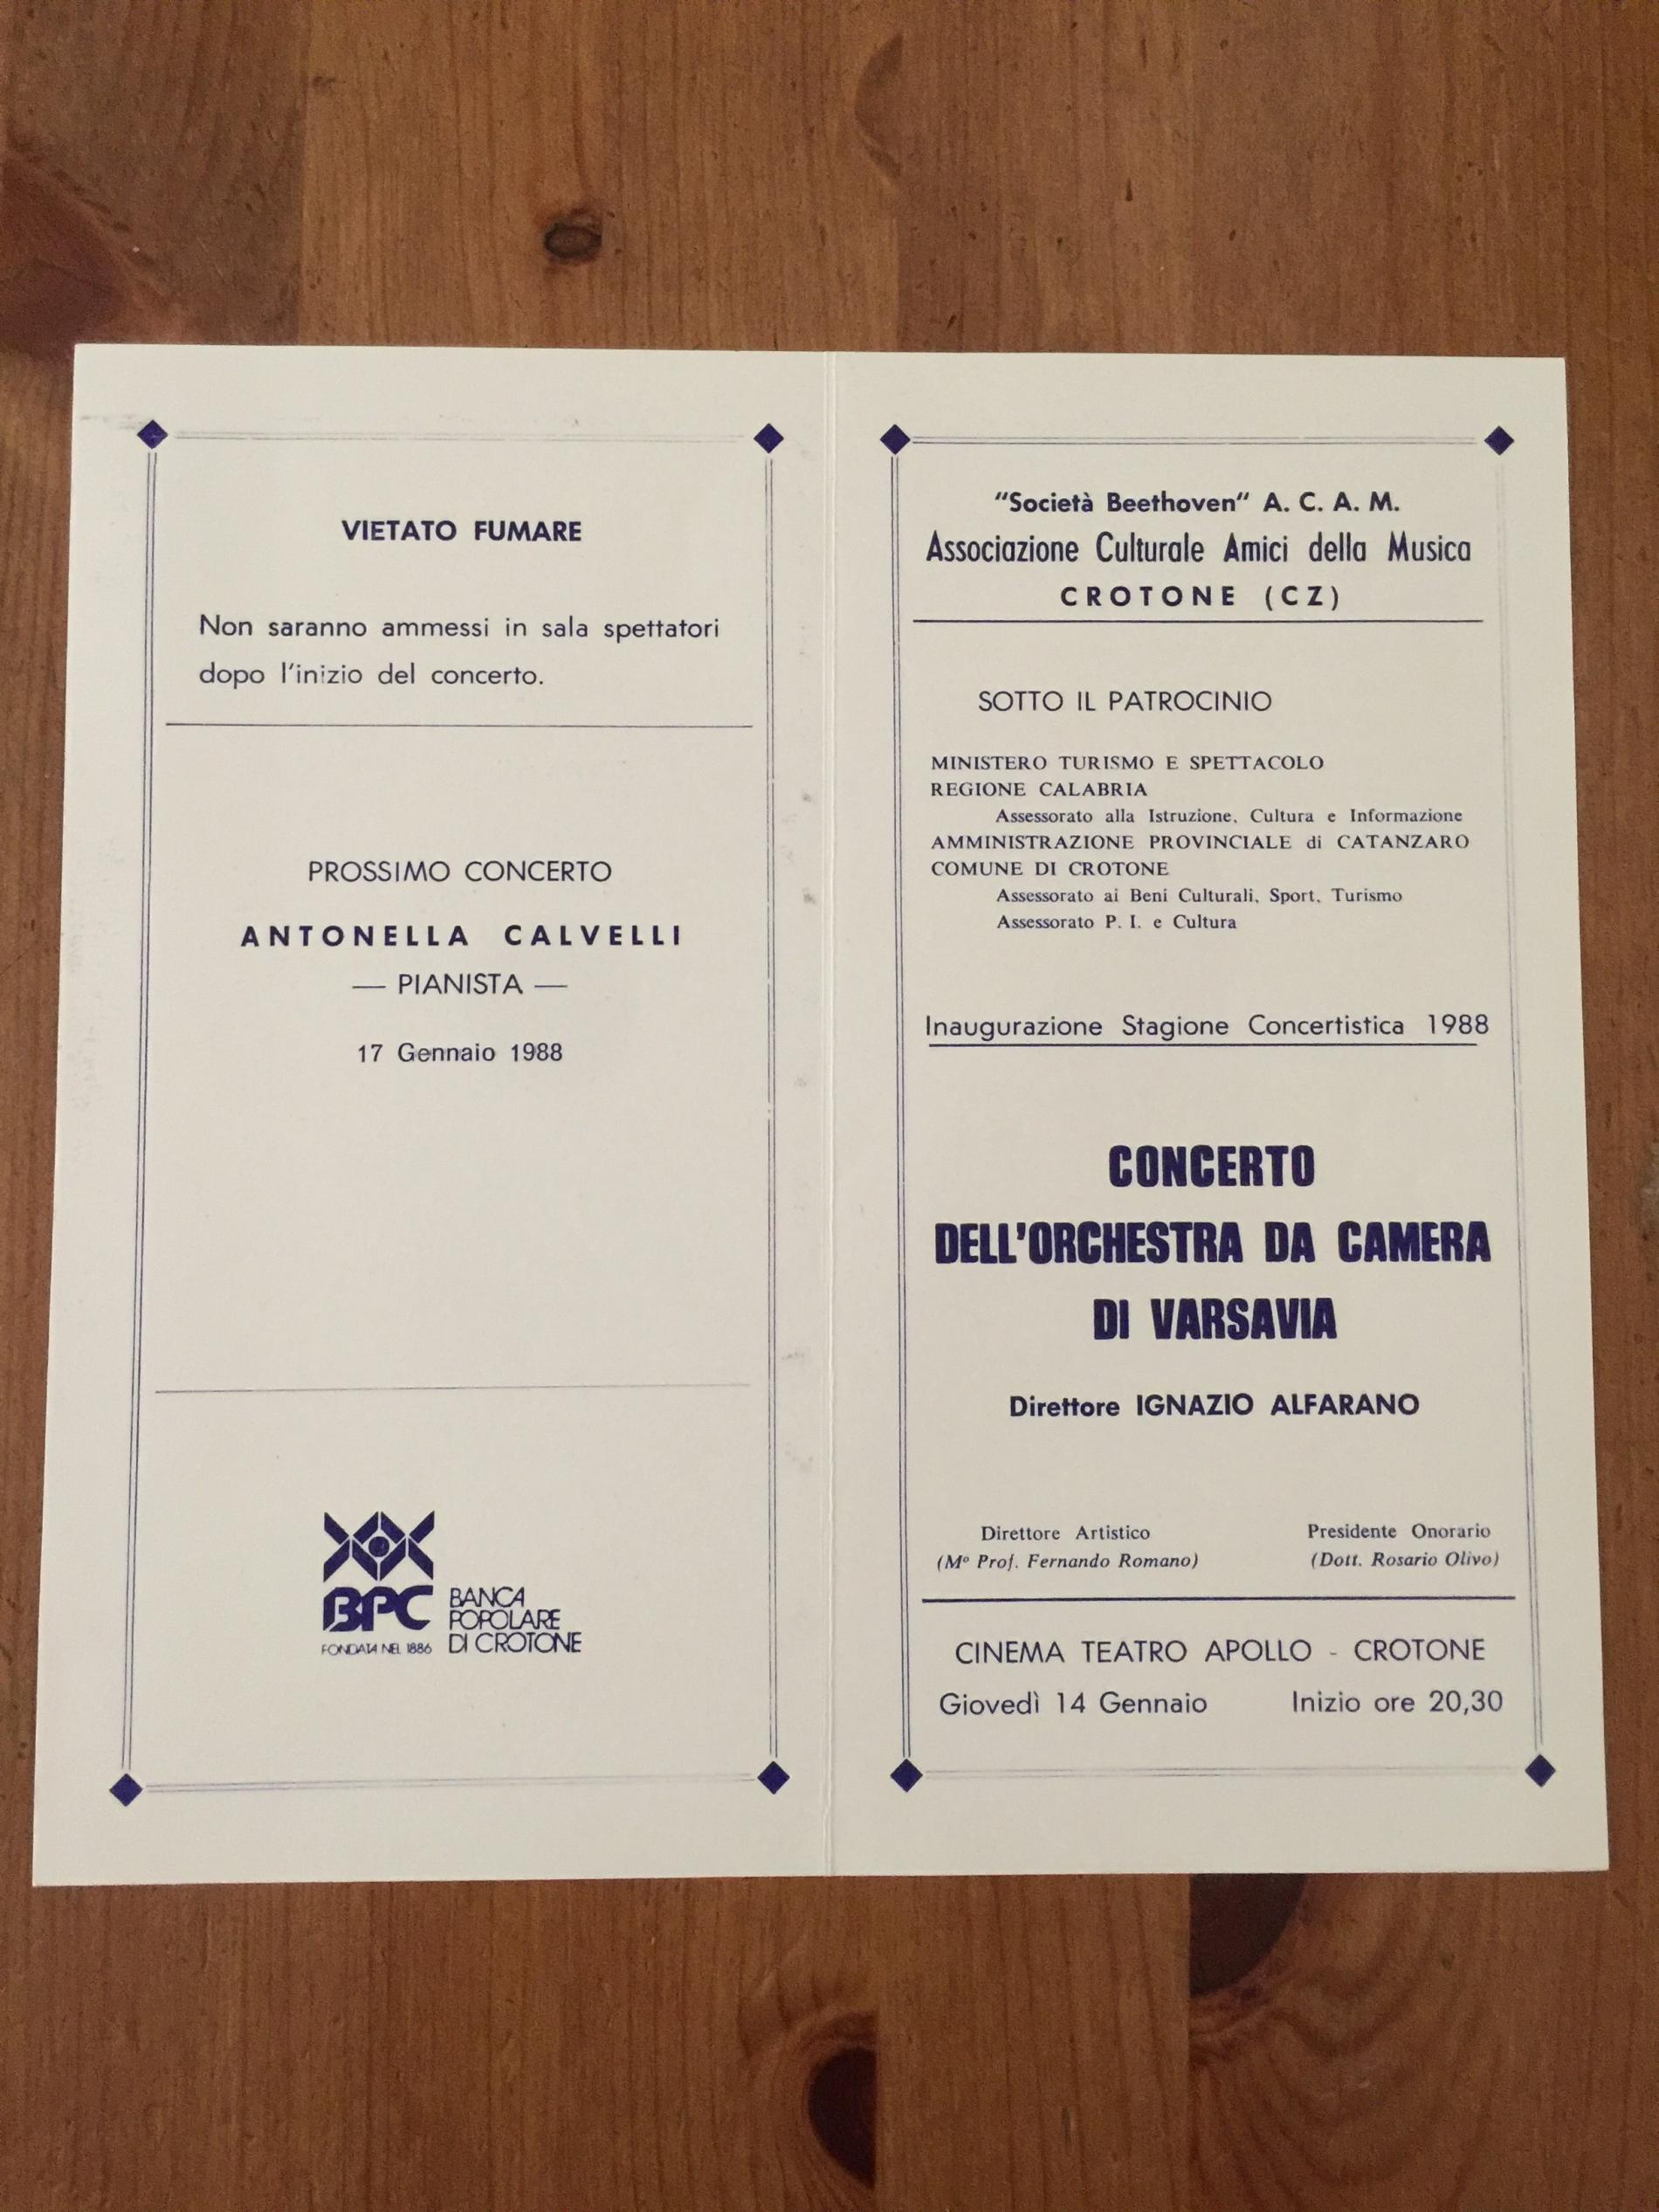 VIETATO FUMARE
Non saranno ammessi in sala spettatori
dopo l'inizio del concerto.
PROSSIMO CONCERTO
ANTONELLA CALVELLI
— PIANISTA —
17 Gennaio 1988
BPC
FONDATA NEL 1886
BANCA
POPOLARE
DI CROTONE
“Società Beethoven“ A. C. A. M.
Associazione Culturale Amici della Musica
CROTONE (CZ)
SOTTO IL PATROCINIO
MINISTERO TURISMO E SPETTACOLO
REGIONE CALABRIA
Assessorato alla Istruzione, Cultura e Informazione
AMMINISTRAZIONE PROVINCIALE di CATANZARO
COMUNE DI CROTONE
Assessorato ai Beni Culturali, Sport, Turismo
Assessorato P. I. e Cultura
Inaugurazione Stagione Concertistica 1988
CONCERTO
DELL'ORCHESTRA DA CAMERA
DI VARSAVIA
Direttore IGNAZIO ALFARANO
Direttore Artistico
(M° Prof. Fernando Romano)
Presidente Onorario
(Dott. Rosario Olivo)
CINEMA TEATRO APOLLO - CROTONE
Giovedì 14 Gennaio Inizio ore 20,30